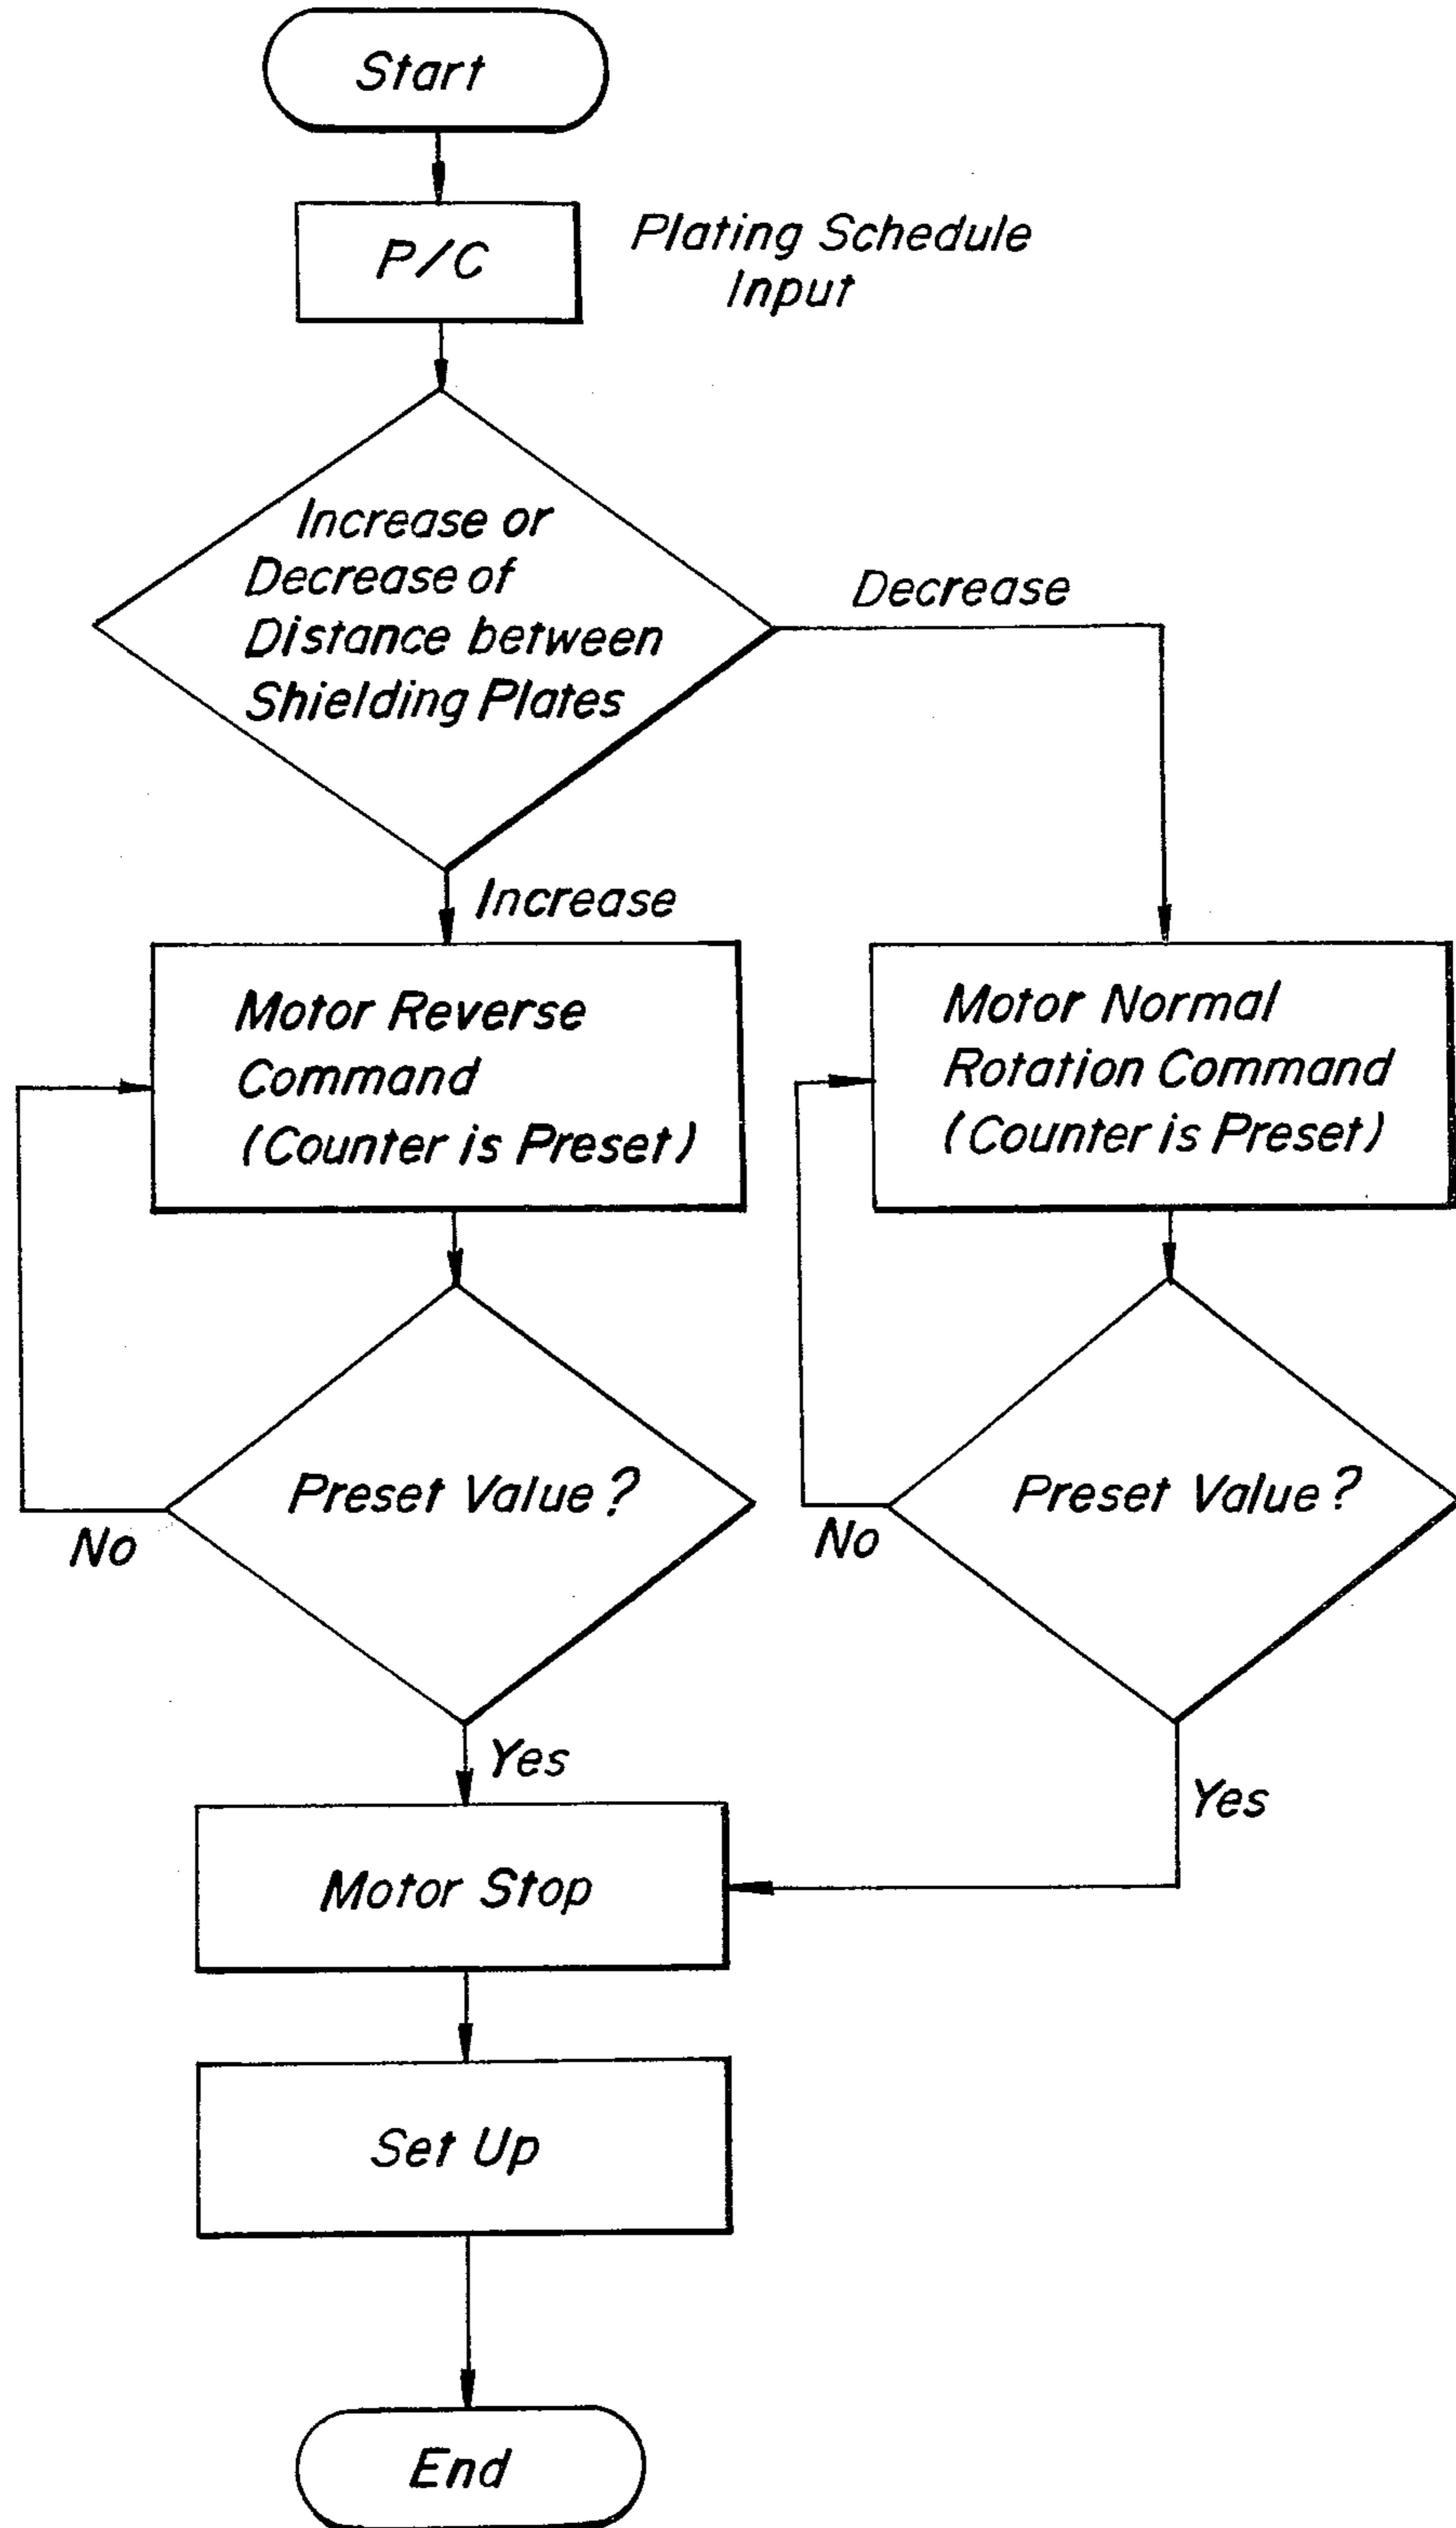 Start
P/C
Plating Schedule
Input
Increase or
Decrease of
Distance between
Shielding Plates
Decrease
Increase
Motor Reverse
Command
(Counter is Preset)
Motor Normal
Rotation Command
(Counter is Preset)
Preset Value?
No
Preset Value?
No
Yes
Yes
Motor Stop
Set Up
End